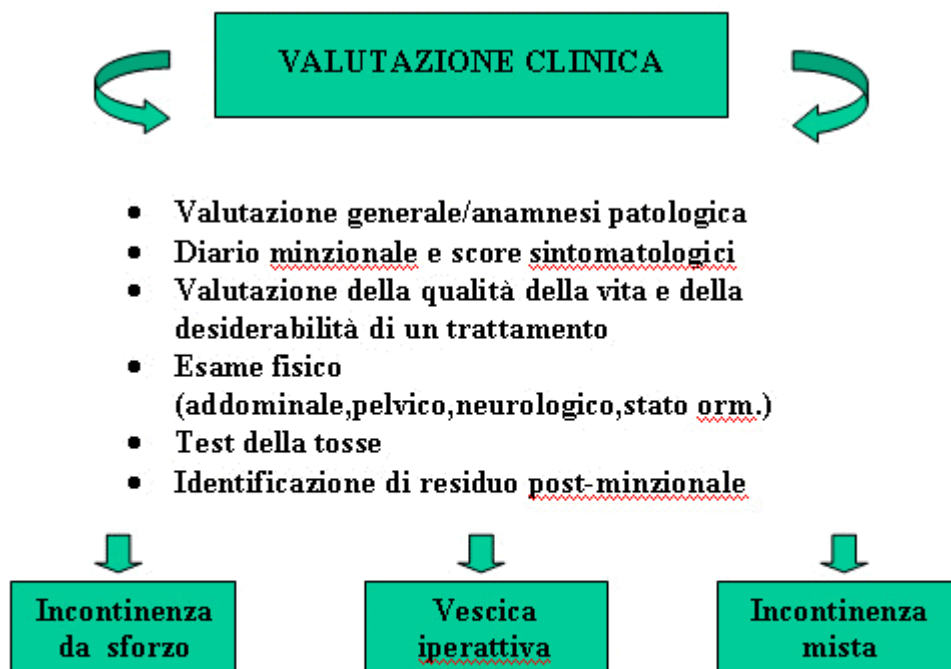 VALUTAZIONE CLINICA
• Valutazione generale/anamnesi patologica
• Diario minzionale e score sintomatologici
• Valutazione della qualità della vita e della
desiderabilità di un trattamento
• Esame fisico
(addominale,pelvico,neurologico,stato orm.)
• Test della tosse
• Identificazione di residuo post-minzionale
Incontinenza
da sforzo
Vescica
iperattiva
Incontinenza
mista